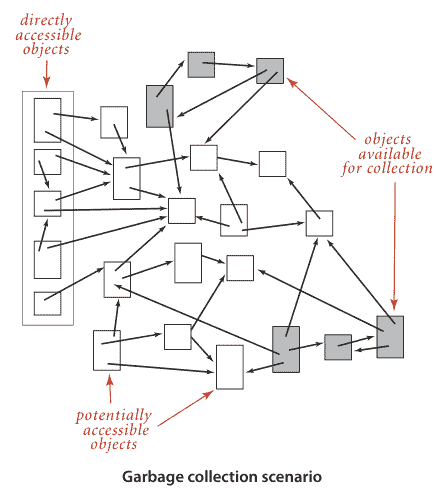 directly
accessible
objects
objects
available
for collection
potentially
accessible
objects
Garbage collection scenario